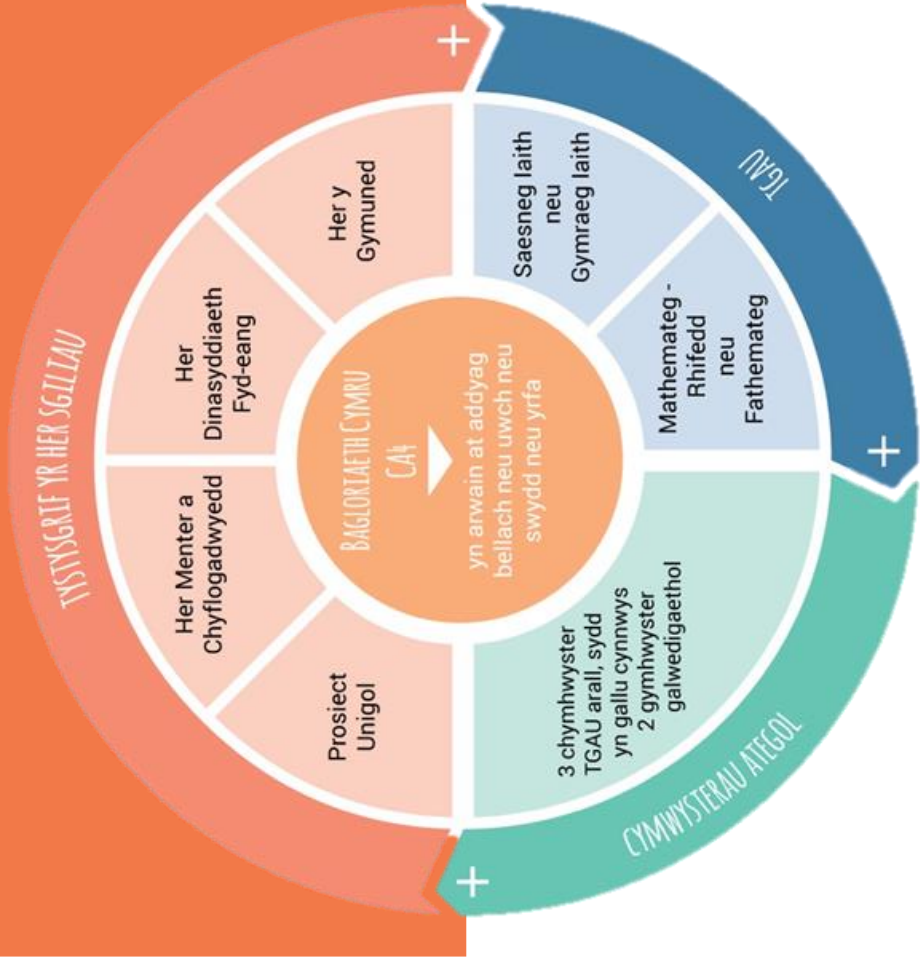 TYSTYSGRIF YR HER SGILIAU
Prosiect
Unigol
Her Menter a
Chyflogadwyedd
Her
Dinasyddiaeth
Fyd-eang
Her y
Gymuned
+
TGAU
Saesneg Iaith
neu
Gymraeg Iaith
Mathemateg -
Rhifedd
neu
Fathemateg
+
CYMWYSTERAU ATEGOL
3 chymhwyster
TGAU arall, sydd
yn gallu cynnwys
2 gymhwyster
galwedigaethol
+
BAGLORIAETH CYMRU
CA4
yn arwain at addyag
bellach neu uwch neu
swydd neu yrfa